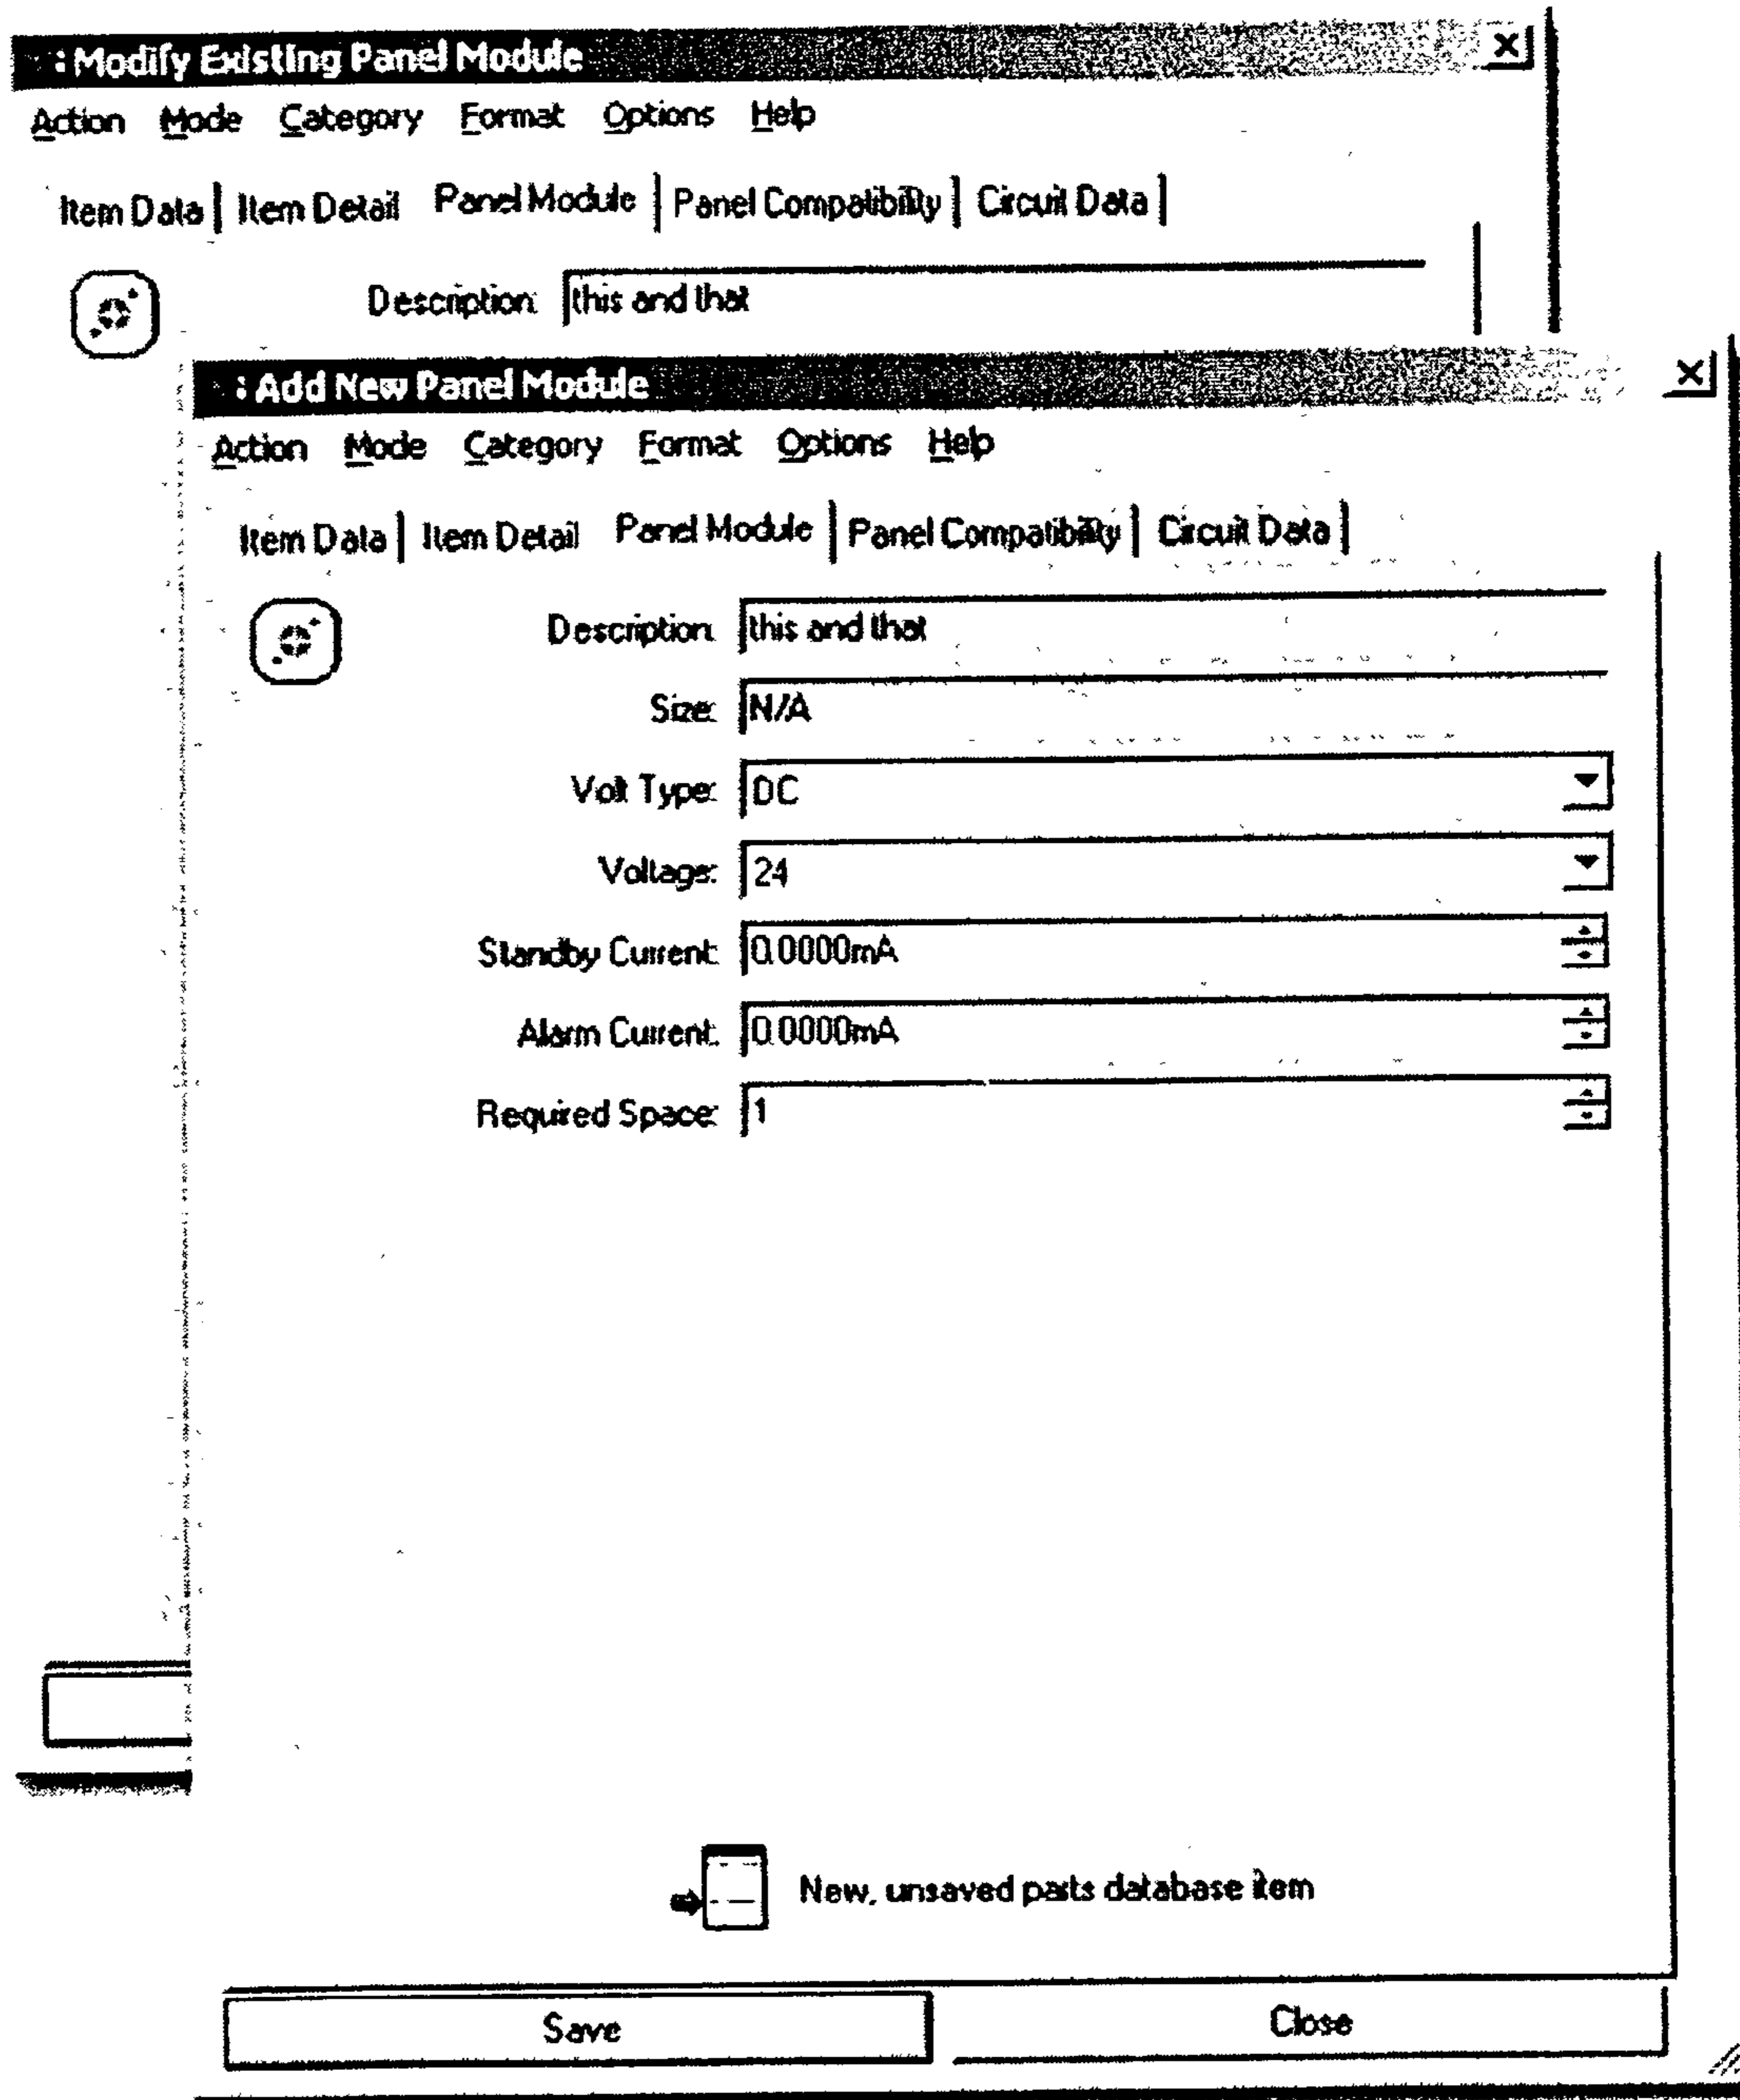 : Modify Existing Panel Module
Action Mode Category Format Options Help
Item Data Item Detail Panel Module Panel Compatibility Circuit Data
Description: this and that
: Add New Panel Module
Action Mode Category Format Options Help
Item Data Item Detail Panel Module Panel Compatibility Circuit Data
Description: this and that
Size: N/A
Volt Type: DC
Voltage: 24
Standby Current: 0.0000mA
Alarm Current: 0.0000mA
Required Space: 1
New, unsaved parts database item
Save Close